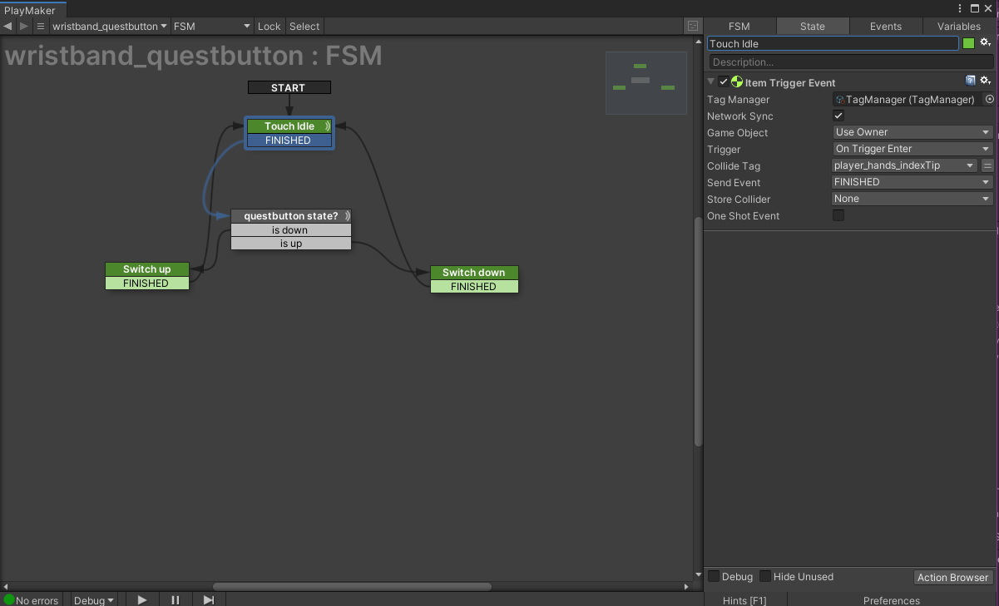 PlayMaker
wristband_questbutton FSM Lock Select
FSM State Events Variables
wristband_questbutton : FSM
START
Touch Idle
FINISHED
questbutton state?
is down
is up
Switch up
FINISHED
Switch down
FINISHED
Touch Idle
Description...
Item Trigger Event
Tag Manager TagManager (TagManager)
Network Sync
Game Object Use Owner
Trigger On Trigger Enter
Collide Tag player_hands_indexTip
Send Event FINISHED
Store Collider None
One Shot Event
Debug Hide Unused Action Browser
No errors Debug Hints [F1] Preferences